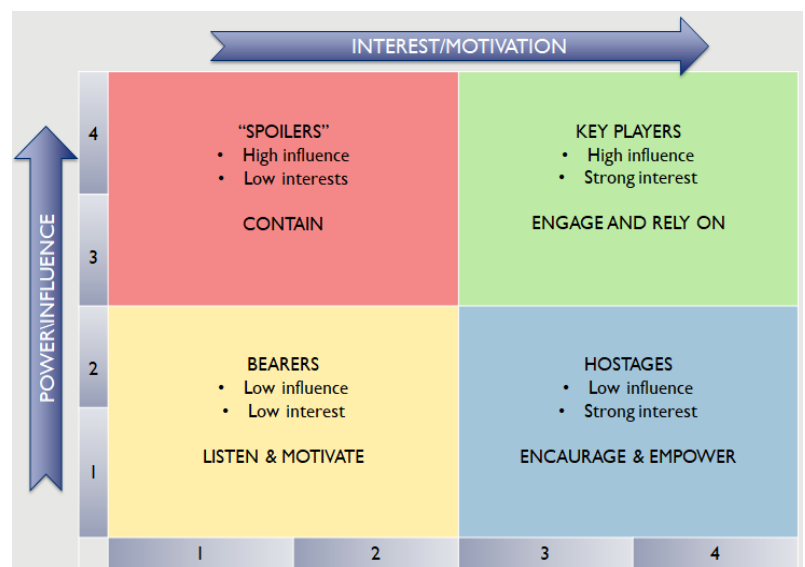 INTEREST/MOTIVATION
POWER\INFLUENCE
4
3
2
1
"SPOILERS"
• High influence
• Low interests
CONTAIN
KEY PLAYERS
• High influence
• Strong interest
ENGAGE AND RELY ON
BEARERS
• Low influence
• Low interest
LISTEN & MOTIVATE
HOSTAGES
• Low influence
• Strong interest
ENCAURAGE & EMPOWER
1
2
3
4